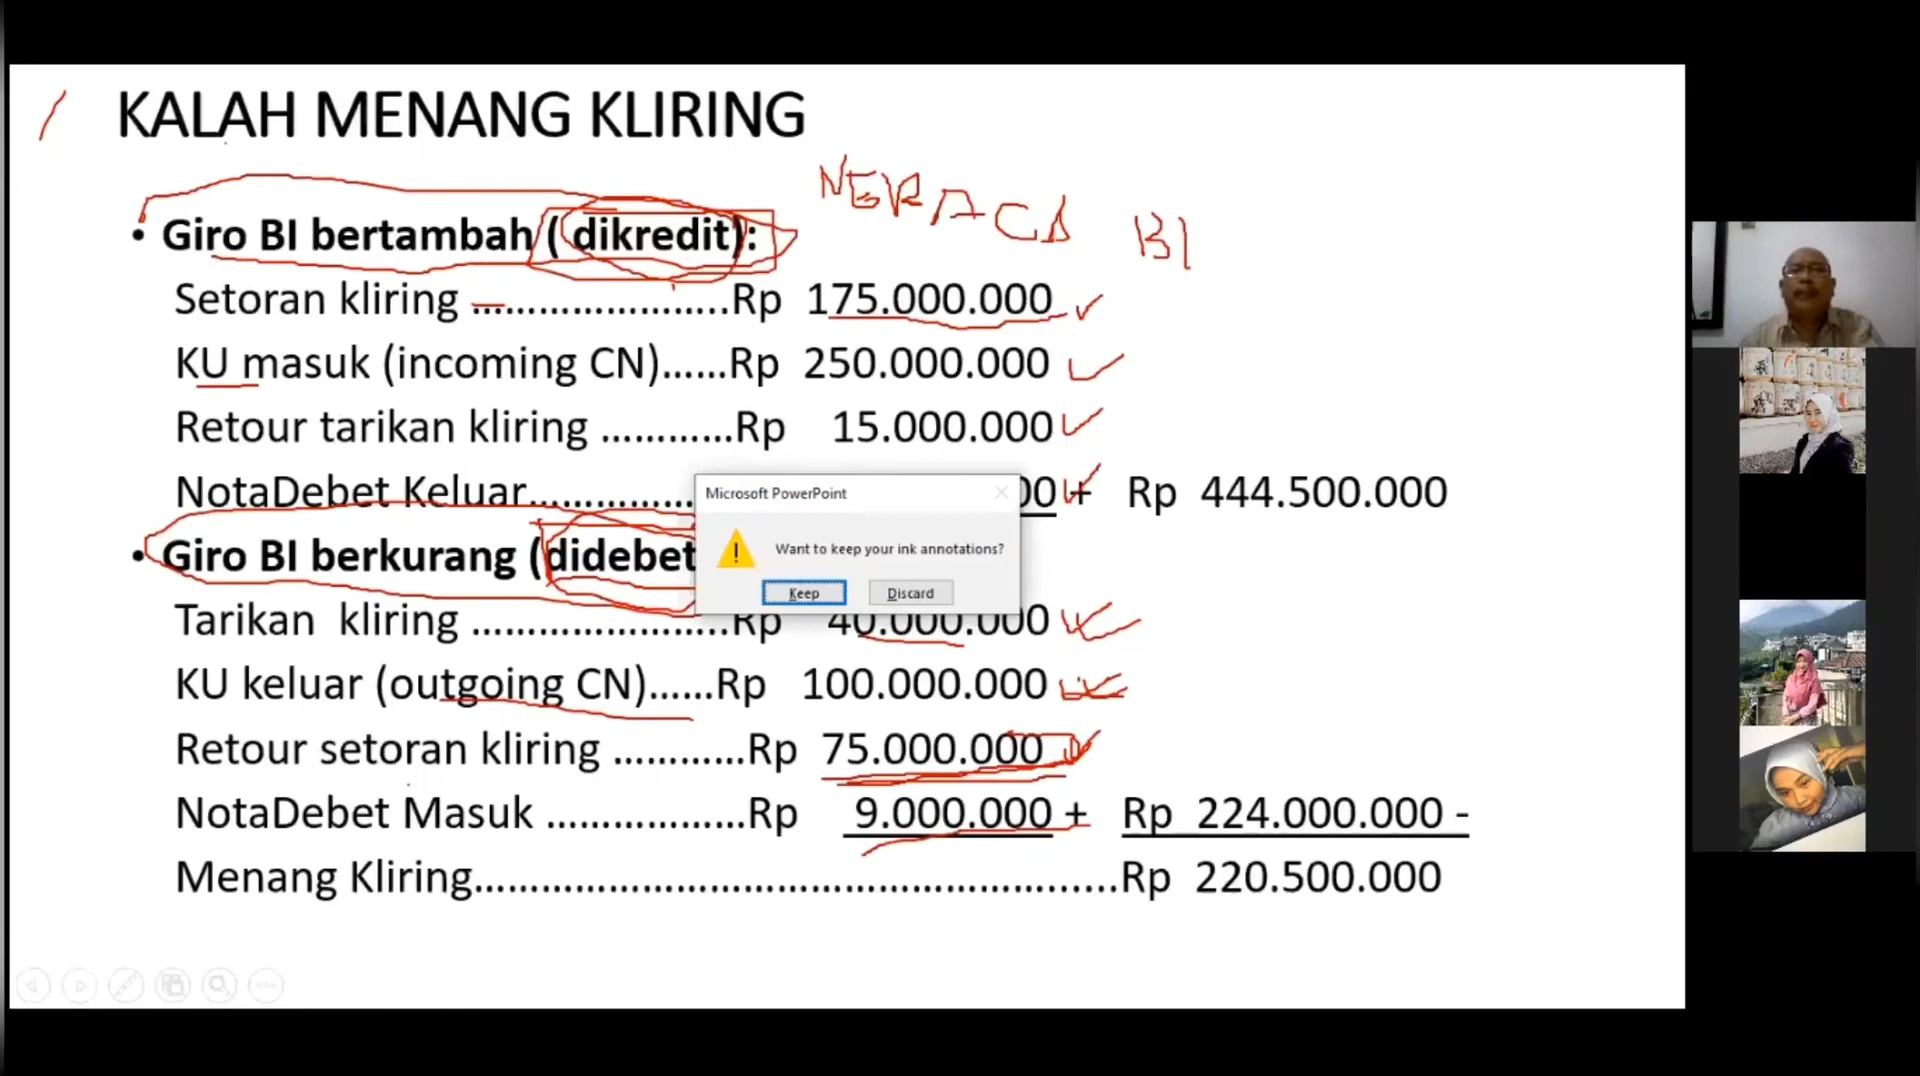 KALAH MENANG KLIRING
NERACA BI
• Giro BI bertambah ( dikredit):
Setoran kliring ........................Rp 175.000.000
KU masuk (incoming CN)......Rp 250.000.000
Retour tarikan kliring ............Rp 15.000.000
NotaDebet Keluar............... 00 + Rp 444.500.000
• Giro BI berkurang (didebet
Tarikan kliring ........................Rp 40.000.000
KU keluar (outgoing CN)......Rp 100.000.000
Retour setoran kliring ............Rp 75.000.000
NotaDebet Masuk ..................Rp 9.000.000 + Rp 224.000.000 -
Menang Kliring............................................................Rp 220.500.000
Microsoft PowerPoint
Want to keep your ink annotations?
Keep Discard